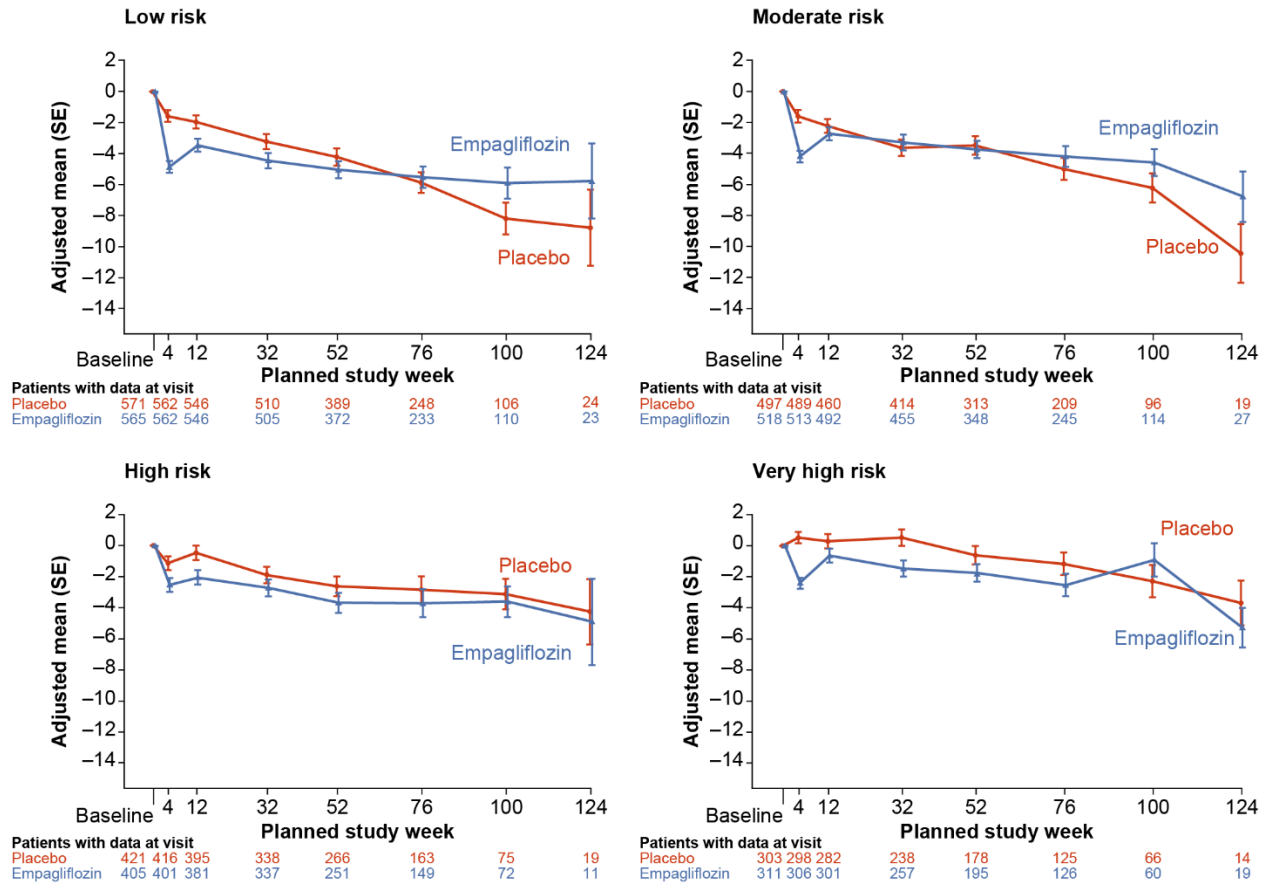 Low risk
Moderate risk
2
0
–2
–4
–6
–8
–10
–12
–14
Adjusted mean (SE)
Empagliflozin
Placebo
Baseline 4 12 32 52 76 100 124
Planned study week
Patients with data at visit
Placebo 571 562 546 510 389 248 106 24
Empagliflozin 565 562 546 505 372 233 110 23
2
0
–2
–4
–6
–8
–10
–12
–14
Adjusted mean (SE)
Empagliflozin
Placebo
Baseline 4 12 32 52 76 100 124
Planned study week
Patients with data at visit
Placebo 497 489 460 414 313 209 96 19
Empagliflozin 518 513 492 455 348 245 114 27
High risk
Very high risk
2
0
–2
–4
–6
–8
–10
–12
–14
Adjusted mean (SE)
Placebo
Empagliflozin
Baseline 4 12 32 52 76 100 124
Planned study week
Patients with data at visit
Placebo 421 416 395 338 266 163 75 19
Empagliflozin 405 401 381 337 251 149 72 11
2
0
–2
–4
–6
–8
–10
–12
–14
Adjusted mean (SE)
Placebo
Empagliflozin
Baseline 4 12 32 52 76 100 124
Planned study week
Patients with data at visit
Placebo 303 298 282 238 178 125 66 14
Empagliflozin 311 306 301 257 195 126 60 19